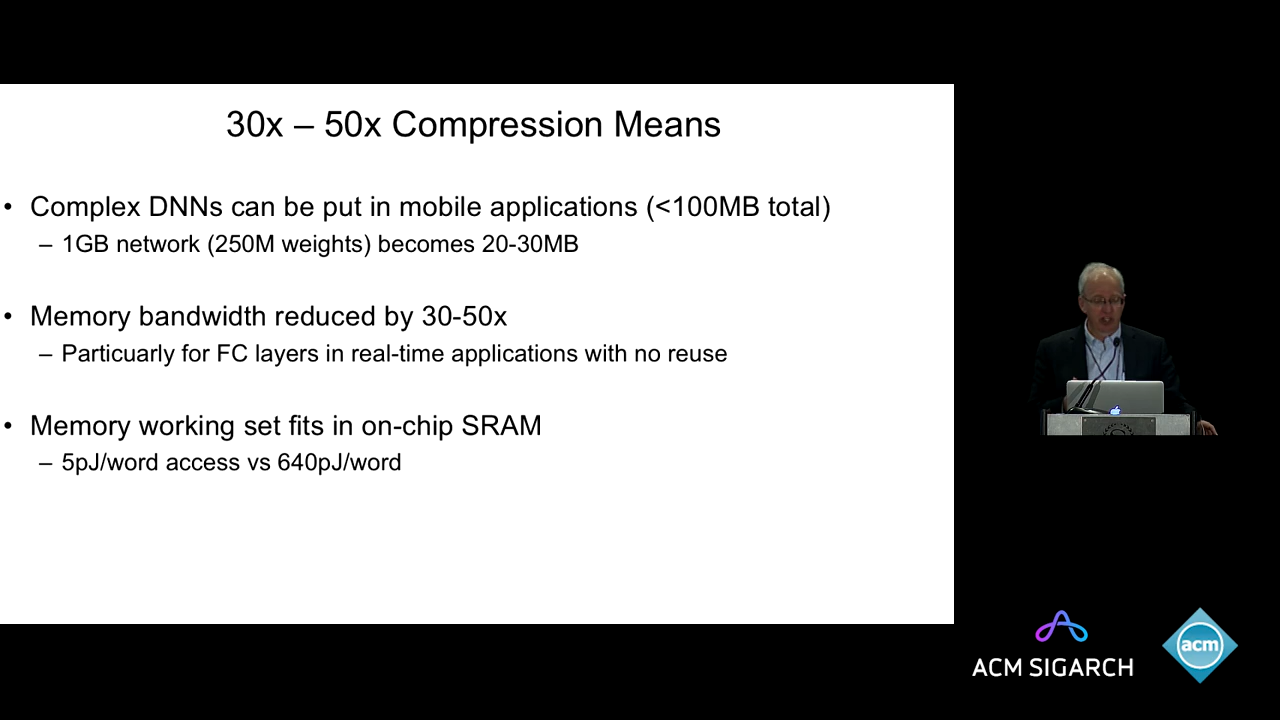 30x – 50x Compression Means
• Complex DNNs can be put in mobile applications (<100MB total)
– 1GB network (250M weights) becomes 20-30MB
• Memory bandwidth reduced by 30-50x
– Particuarly for FC layers in real-time applications with no reuse
• Memory working set fits in on-chip SRAM
– 5pJ/word access vs 640pJ/word
ACM SIGARCH
acm